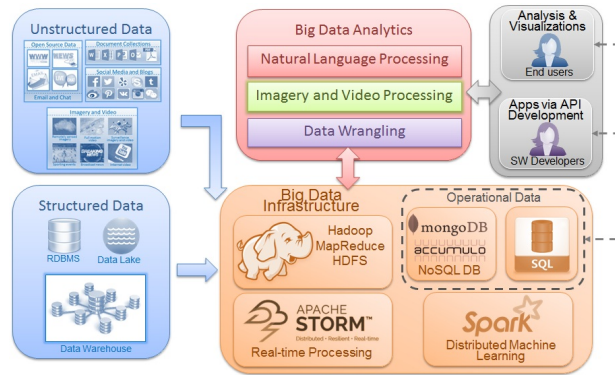 Unstructured Data
Open Source Data
WWW
NEWS
Email and Chat
Document Collections
Social Media and Blogs
Imagery and Video
Structured Data
RDBMS
Data Lake
Data Warehouse
Big Data Analytics
Natural Language Processing
Imagery and Video Processing
Data Wrangling
Analysis &
Visualizations
End users
Apps via API
Development
SW Developers
Big Data
Infrastructure
Hadoop
MapReduce
HDFS
Operational Data
mongoDB
accumulo
NoSQL DB
SQL
APACHE
STORM™
Distributed • Resilient • Real-time
Real-time Processing
Spark
Distributed Machine
Learning